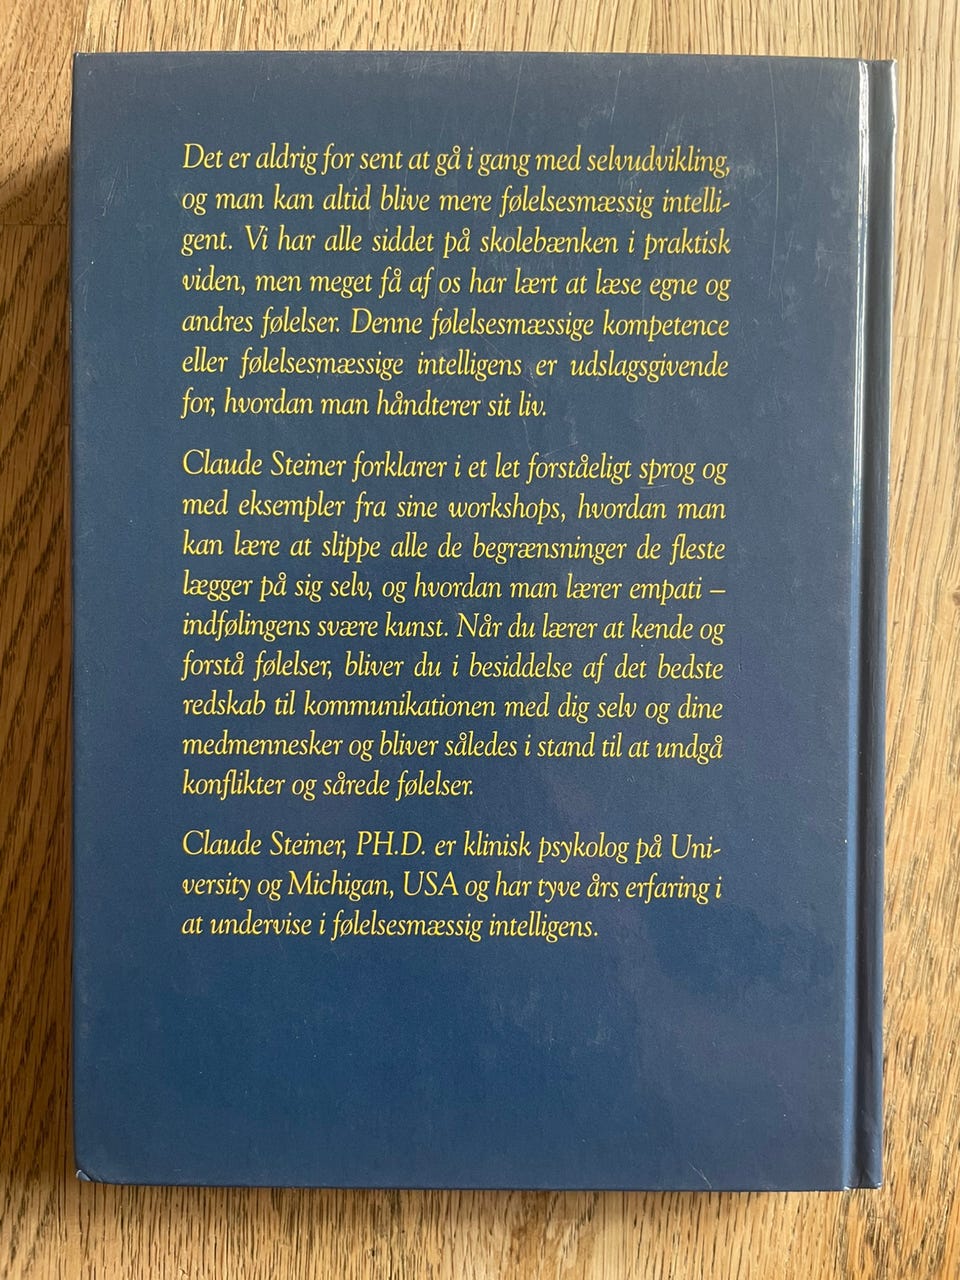 Det er aldrig for sent at gå i gang med selvudvikling,
og man kan altid blive mere følelsesmæssig intelli-
gent. Vi har alle siddet på skolebænken i praktisk
viden, men meget få af os har lært at læse egne og
andres følelser. Denne følelsesmæssige kompetence
eller følelsesmæssige intelligens er udslagsgivende
for, hvordan man håndterer sit liv.
Claude Steiner forklarer i et let forståeligt sprog og
med eksempler fra sine workshops, hvordan man
kan lære at slippe alle de begrænsninger de fleste
lægger på sig selv, og hvordan man lærer empati –
indfølingens svære kunst. Når du lærer at kende og
forstå følelser, bliver du i besiddelse af det bedste
redskab til kommunikationen med dig selv og dine
medmennesker og bliver således i stand til at undgå
konflikter og sårede følelser.
Claude Steiner, PH.D. er klinisk psykolog på Uni-
versity og Michigan, USA og har tyve års erfaring i
at undervise i følelsesmæssig intelligens.